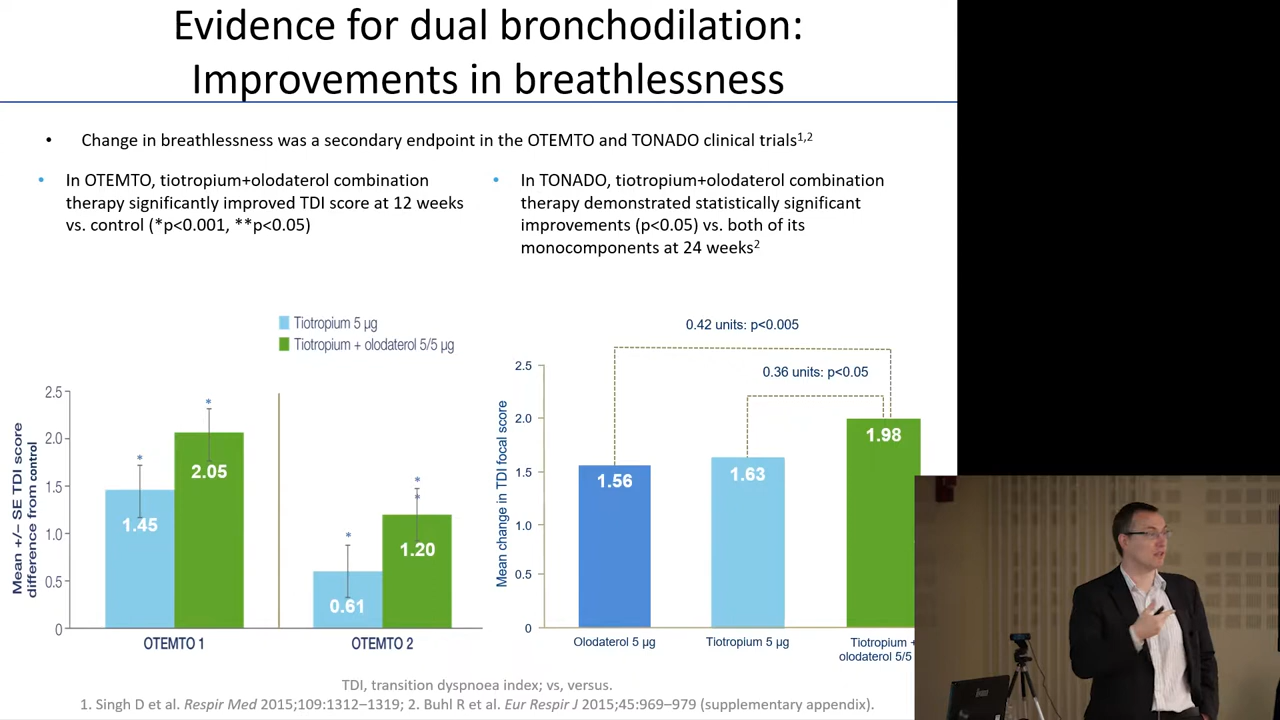 Evidence for dual bronchodilation:
Improvements in breathlessness
• Change in breathlessness was a secondary endpoint in the OTEMTO and TONADO clinical trials1,2
• In OTEMTO, tiotropium+olodaterol combination
therapy significantly improved TDI score at 12 weeks
vs. control (*p<0.001, **p<0.05)
• In TONADO, tiotropium+olodaterol combination
therapy demonstrated statistically significant
improvements (p<0.05) vs. both of its
monocomponents at 24 weeks2
Tiotropium 5 µg
Tiotropium + olodaterol 5/5 µg
Mean +/– SE TDI score
difference from control
2.5
2.0
1.5
1.0
0.5
0
*
1.45
*
2.05
*
0.61
*
*
1.20
OTEMTO 1
OTEMTO 2
0.42 units: p<0.005
0.36 units: p<0.05
Mean change in TDI focal score
2.5
2.0
1.5
1.0
0.5
0
1.56
1.63
1.98
Olodaterol 5 µg
Tiotropium 5 µg
Tiotropium +
olodaterol 5/5
TDI, transition dyspnoea index; vs, versus.
1. Singh D et al. Respir Med 2015;109:1312–1319; 2. Buhl R et al. Eur Respir J 2015;45:969–979 (supplementary appendix).